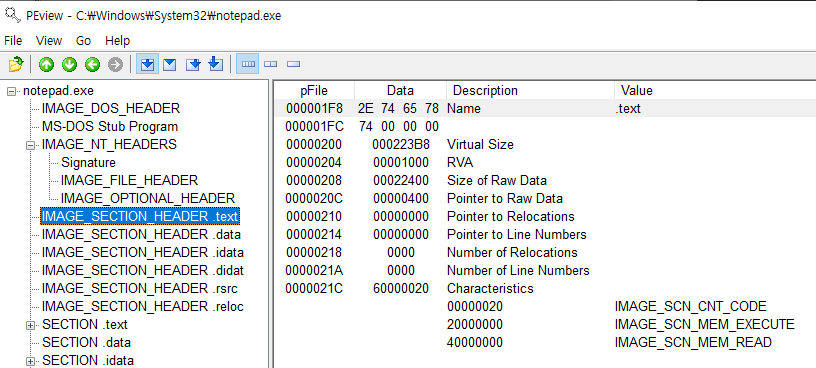 PEview - C:₩Windows₩System32₩notepad.exe
File View Go Help
notepad.exe
IMAGE_DOS_HEADER
MS-DOS Stub Program
IMAGE_NT_HEADERS
Signature
IMAGE_FILE_HEADER
IMAGE_OPTIONAL_HEADER
IMAGE_SECTION_HEADER .text
IMAGE_SECTION_HEADER .data
IMAGE_SECTION_HEADER .idata
IMAGE_SECTION_HEADER .didat
IMAGE_SECTION_HEADER .rsrc
IMAGE_SECTION_HEADER .reloc
SECTION .text
SECTION .data
SECTION .idata
pFile Data Description Value
000001F8 2E 74 65 78 Name .text
000001FC 74 00 00 00
00000200 000223B8 Virtual Size
00000204 00001000 RVA
00000208 00022400 Size of Raw Data
0000020C 00000400 Pointer to Raw Data
00000210 00000000 Pointer to Relocations
00000214 00000000 Pointer to Line Numbers
00000218 0000 Number of Relocations
0000021A 0000 Number of Line Numbers
0000021C 60000020 Characteristics
00000020 IMAGE_SCN_CNT_CODE
20000000 IMAGE_SCN_MEM_EXECUTE
40000000 IMAGE_SCN_MEM_READ